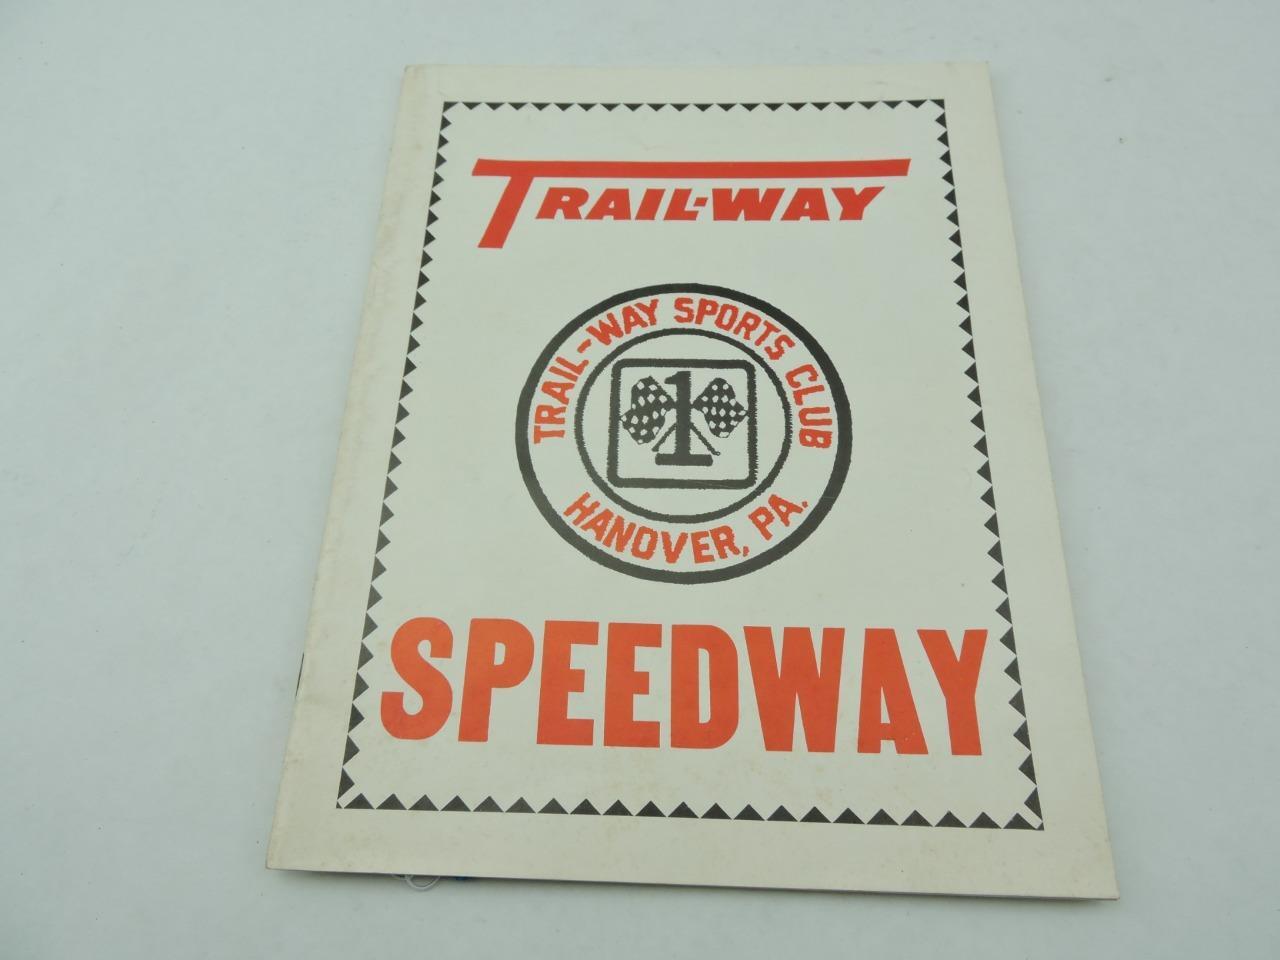 TRAIL-WAY
TRAIL-WAY SPORTS CLUB
1
HANOVER, PA.
SPEEDWAY